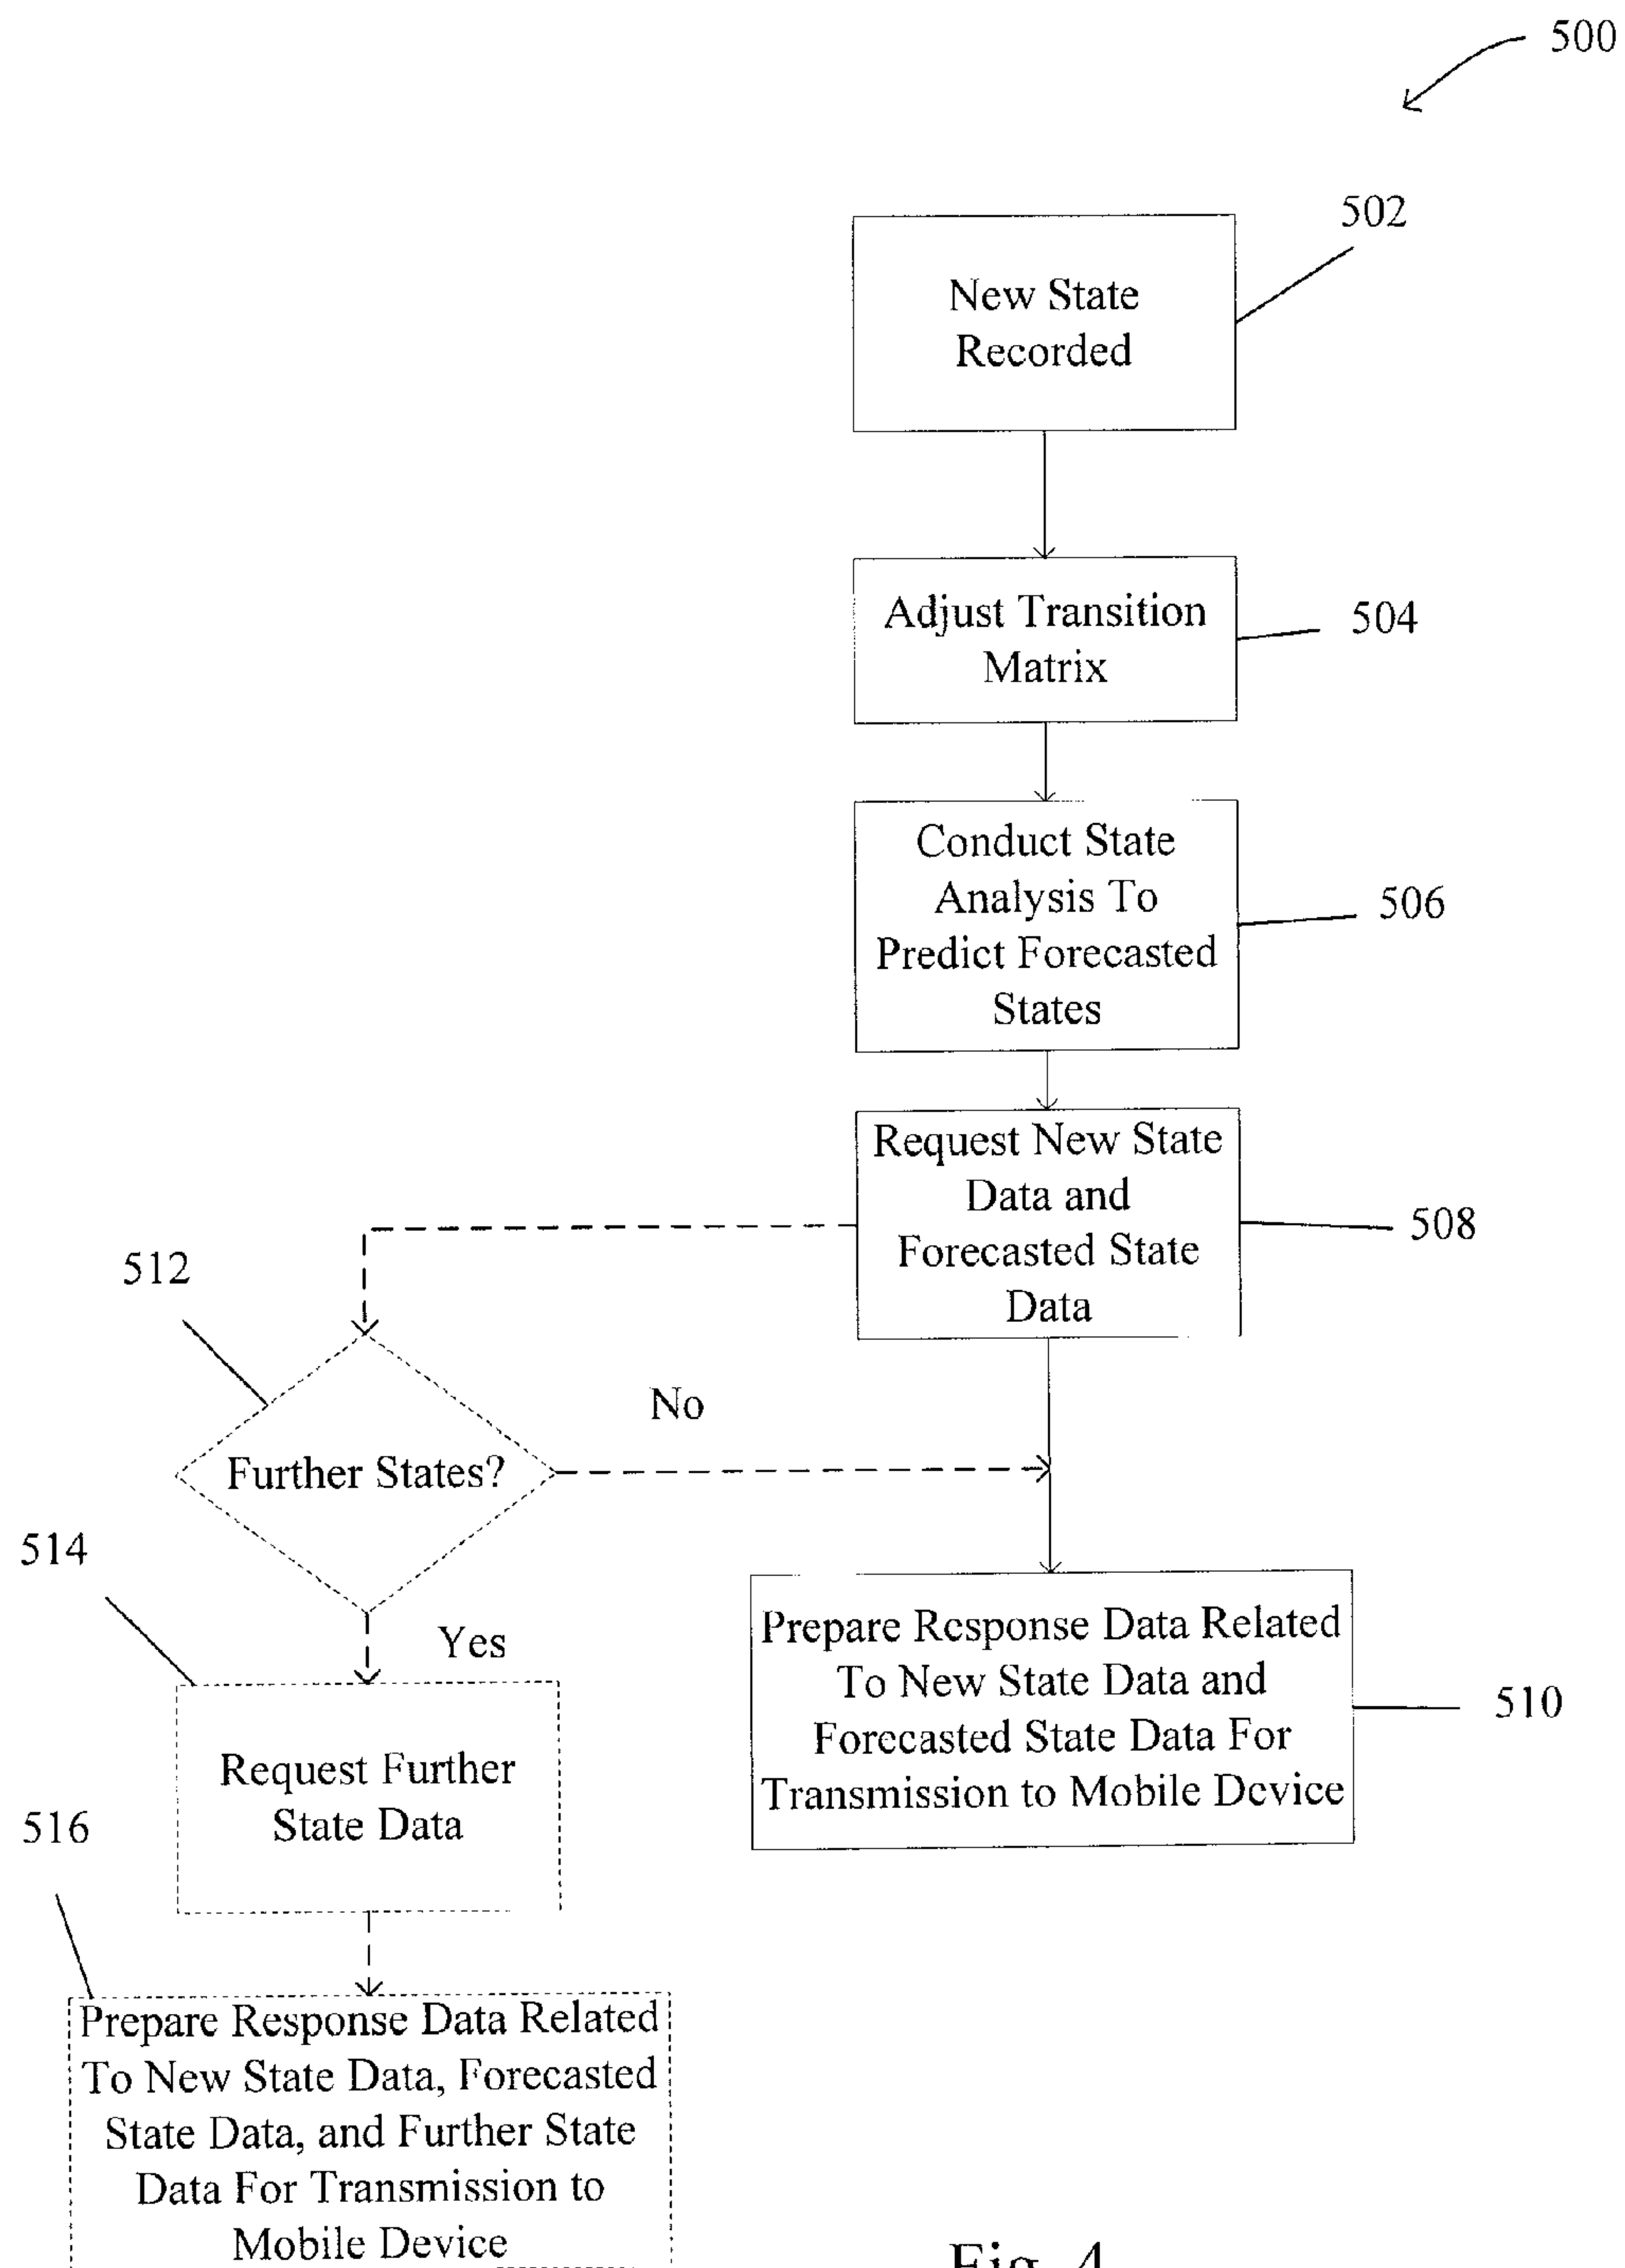 500
502
New State
Recorded
Adjust Transition
Matrix
504
Conduct State
Analysis To
Predict Forecasted
States
506
Request New State
Data and
Forecasted State
Data
508
512
No
Further States?
514
Yes
Prepare Response Data Related
To New State Data and
Forecasted State Data For
Transmission to Mobile Device
510
Request Further
State Data
516
Prepare Response Data Related
To New State Data, Forecasted
State Data, and Further State
Data For Transmission to
Mobile Device
Fig. 4